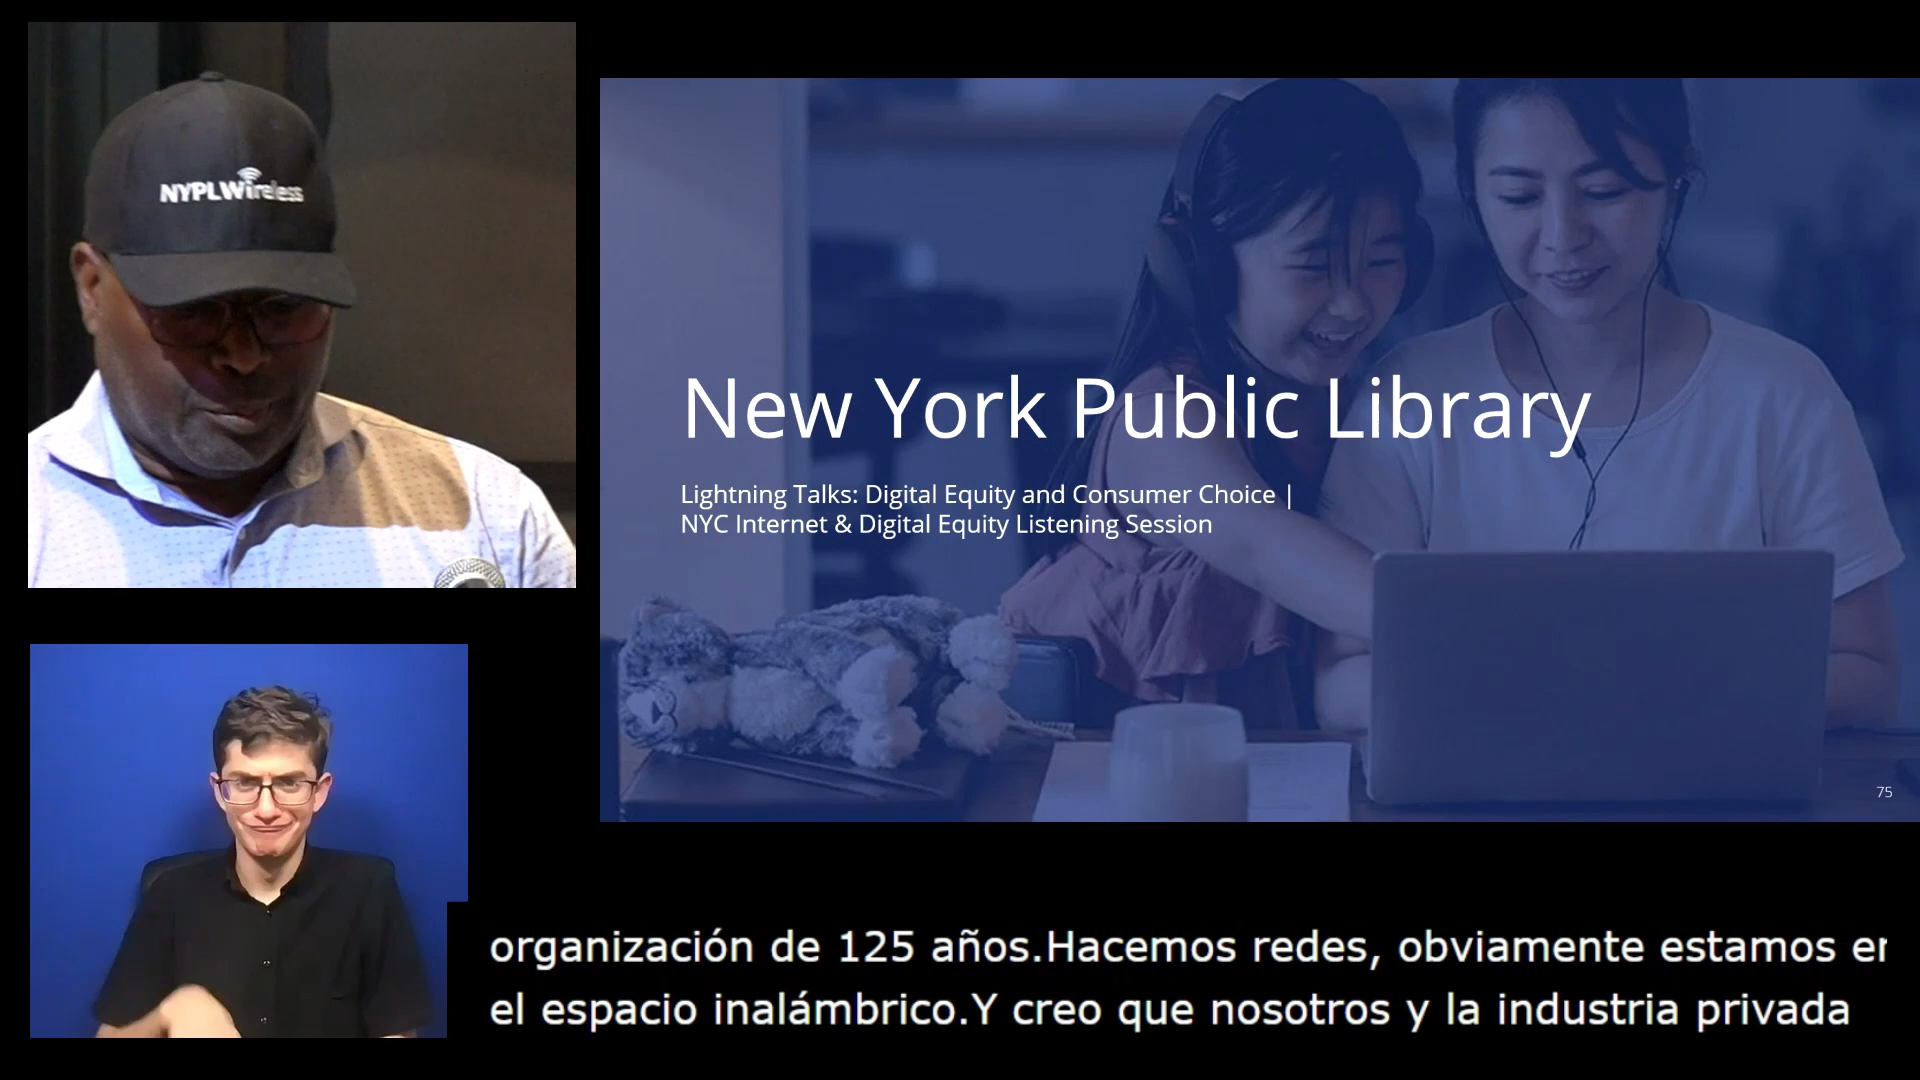 NYPLWireless
New York Public Library
Lightning Talks: Digital Equity and Consumer Choice |
NYC Internet & Digital Equity Listening Session
75
organización de 125 años.Hacemos redes, obviamente estamos en
el espacio inalámbrico.Y creo que nosotros y la industria privada